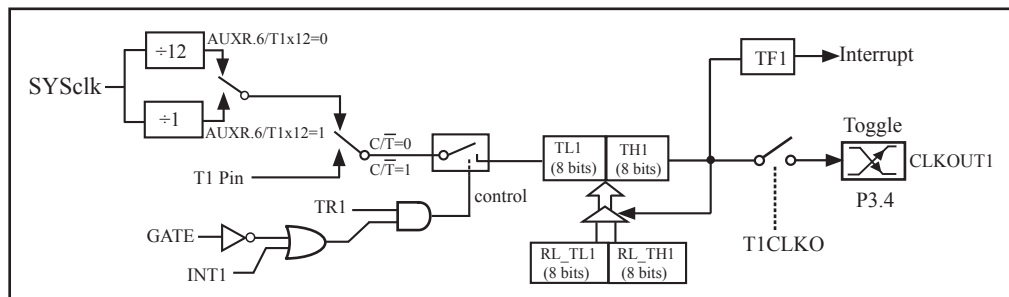 SYSclk
÷12
AUXR.6/T1x12=0
÷1
AUXR.6/T1x12=1
T1 Pin
C/T̅=0
C/T̅=1
control
TR1
GATE
INT1
TL1
(8 bits)
TH1
(8 bits)
RL_TL1
(8 bits)
RL_TH1
(8 bits)
TF1
Interrupt
Toggle
CLKOUT1
P3.4
T1CLKO